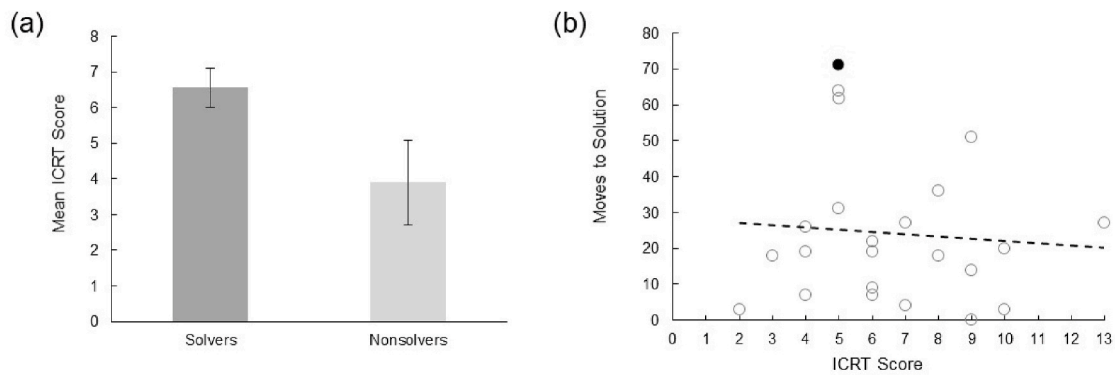 (a)
8
7
6
5
4
3
2
1
0
Mean ICRT Score
Solvers Nonsolvers
(b)
80
70
60
50
40
30
20
10
0
Moves to Solution
0 1 2 3 4 5 6 7 8 9 10 11 12 13
ICRT Score